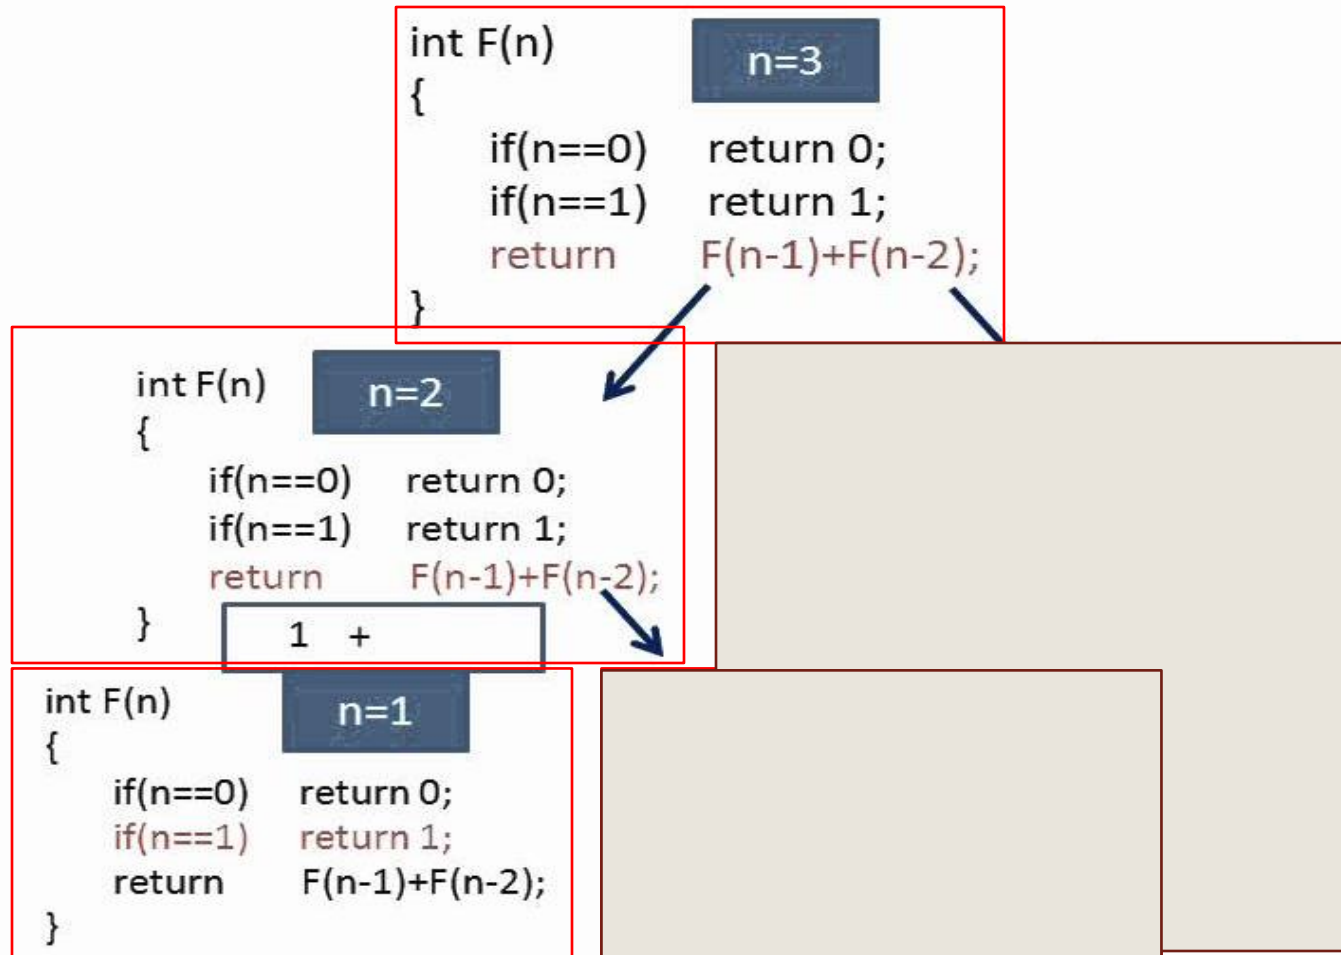 int F(n) n=3
{
if(n==0) return 0;
if(n==1) return 1;
return F(n-1)+F(n-2);
}
int F(n) n=2
{
if(n==0) return 0;
if(n==1) return 1;
return F(n-1)+F(n-2);
}
1 +
int F(n) n=1
{
if(n==0) return 0;
if(n==1) return 1;
return F(n-1)+F(n-2);
}